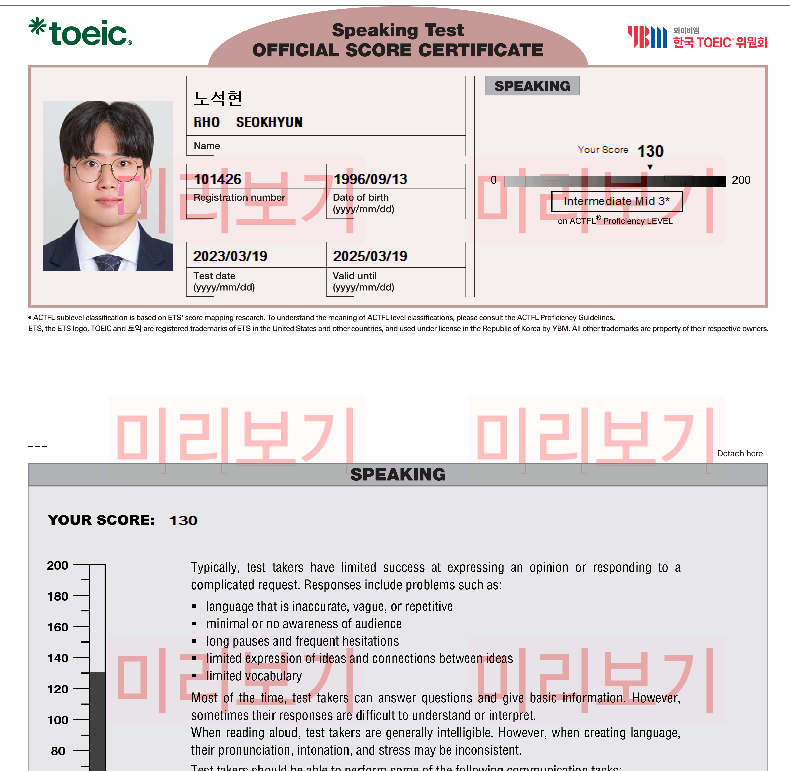 toeic®
Speaking Test
OFFICIAL SCORE CERTIFICATE
YBM 와이비엠
한국 TOEIC 위원회
노석현
RHO SEOKHYUN
Name
101426
Registration number
1996/09/13
Date of birth
(yyyy/mm/dd)
2023/03/19
Test date
(yyyy/mm/dd)
2025/03/19
Valid until
(yyyy/mm/dd)
SPEAKING
Your Score 130
0 200
Intermediate Mid 3*
on ACTFL® Proficiency LEVEL
미리보기 미리보기
* ACTFL sublevel classification is based on ETS' score mapping research. To understand the meaning of ACTFL level classifications, please consult the ACTFL Proficiency Guidelines.
ETS, the ETS logo, TOEIC and 토익 are registered trademarks of ETS in the United States and other countries, and used under license in the Republic of Korea by YBM. All other trademarks are property of their respective owners.
미리보기 미리보기
Detach here
SPEAKING
YOUR SCORE: 130
200
180
160
140
120
100
80
Typically, test takers have limited success at expressing an opinion or responding to a
complicated request. Responses include problems such as:
▪ language that is inaccurate, vague, or repetitive
▪ minimal or no awareness of audience
▪ long pauses and frequent hesitations
▪ limited expression of ideas and connections between ideas
▪ limited vocabulary
미리보기 미리보기
Most of the time, test takers can answer questions and give basic information. However,
sometimes their responses are difficult to understand or interpret.
When reading aloud, test takers are generally intelligible. However, when creating language,
their pronunciation, intonation, and stress may be inconsistent.
Test takers should be able to perform some of the following communication tasks: